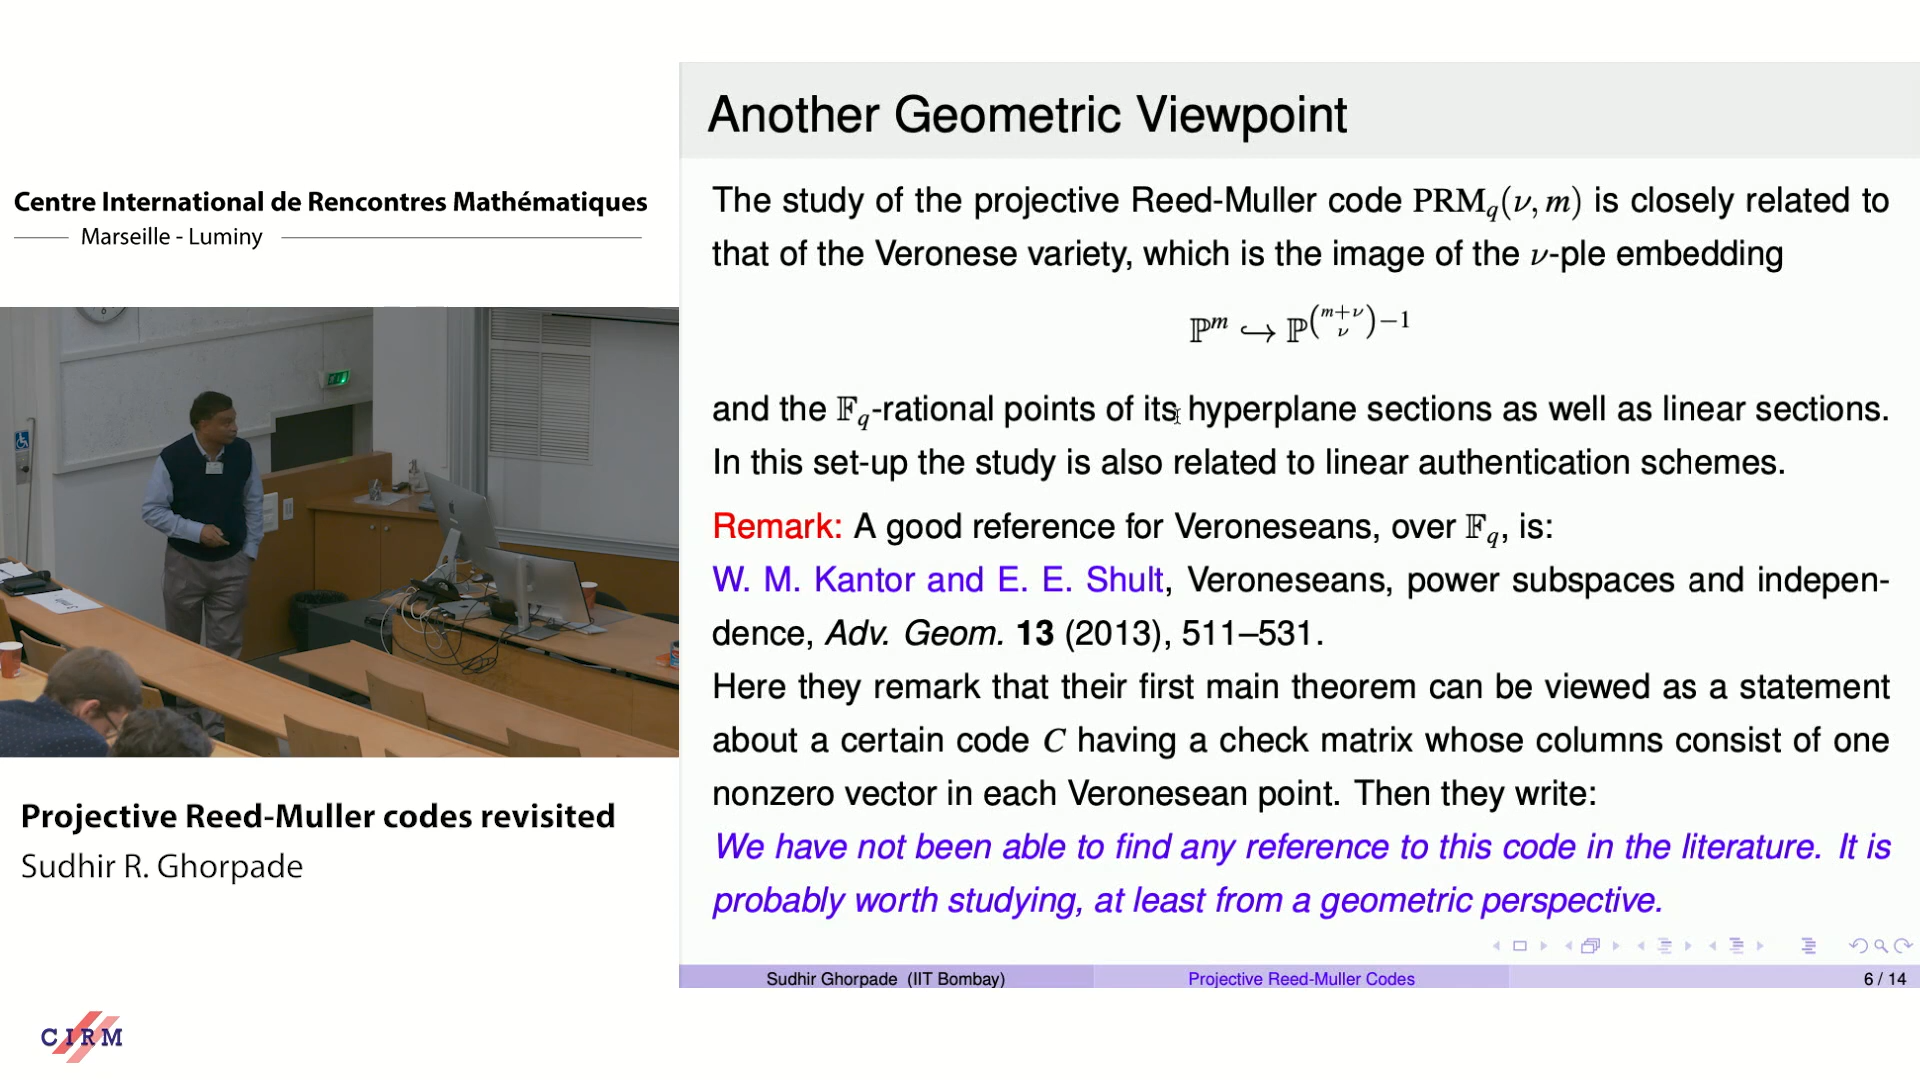 Centre International de Rencontres Mathématiques
Marseille - Luminy
Projective Reed-Muller codes revisited
Sudhir R. Ghorpade
CIRM
Another Geometric Viewpoint
The study of the projective Reed-Muller code PRM_q(ν, m) is closely related to
that of the Veronese variety, which is the image of the ν-ple embedding
ℙ^m ↪ ℙ^{\binom{m+ν}{ν}−1}
and the 𝔽_q-rational points of its hyperplane sections as well as linear sections.
In this set-up the study is also related to linear authentication schemes.
Remark: A good reference for Veroneseans, over 𝔽_q, is:
W. M. Kantor and E. E. Shult, Veroneseans, power subspaces and indepen-
dence, Adv. Geom. 13 (2013), 511–531.
Here they remark that their first main theorem can be viewed as a statement
about a certain code C having a check matrix whose columns consist of one
nonzero vector in each Veronesean point. Then they write:
We have not been able to find any reference to this code in the literature. It is
probably worth studying, at least from a geometric perspective.
Sudhir Ghorpade (IIT Bombay)
Projective Reed-Muller Codes
6 / 14